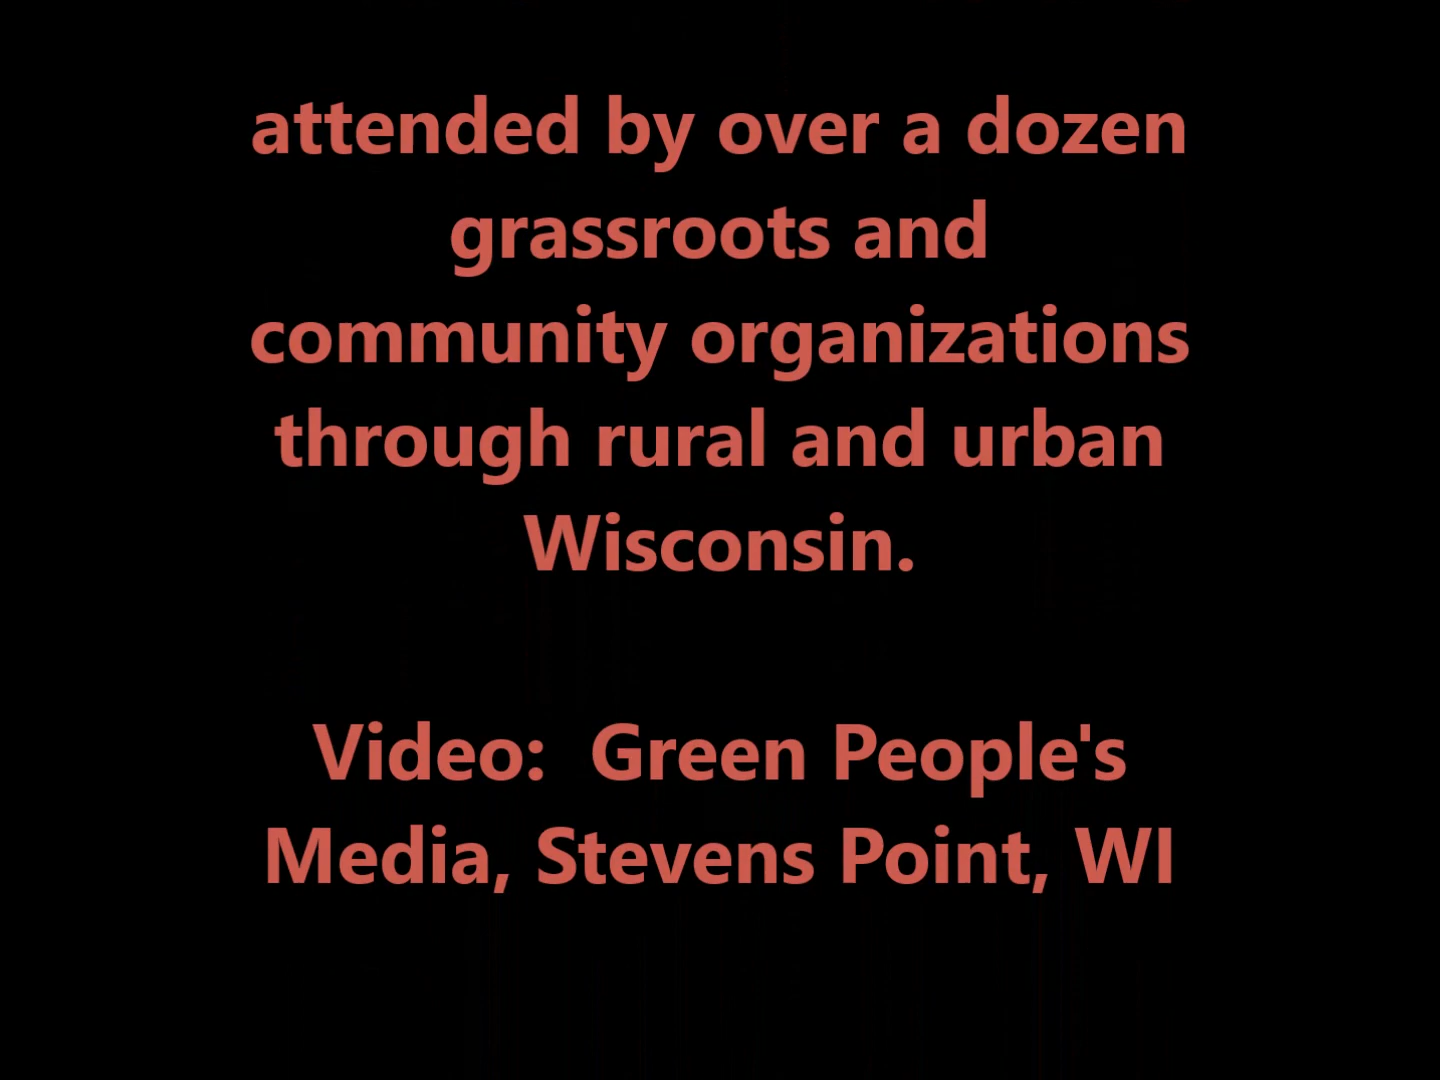 attended by over a dozen
grassroots and
community organizations
through rural and urban
Wisconsin.
Video:  Green People's
Media, Stevens Point, WI